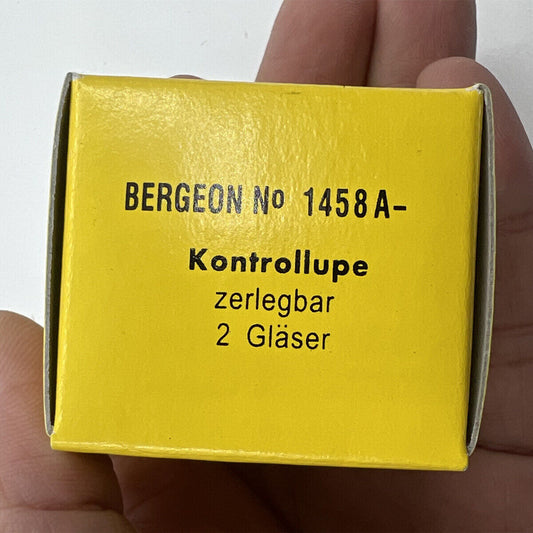 BERGEON Nº 1458A-
Kontrollupe
zerlegbar
2 Gläser